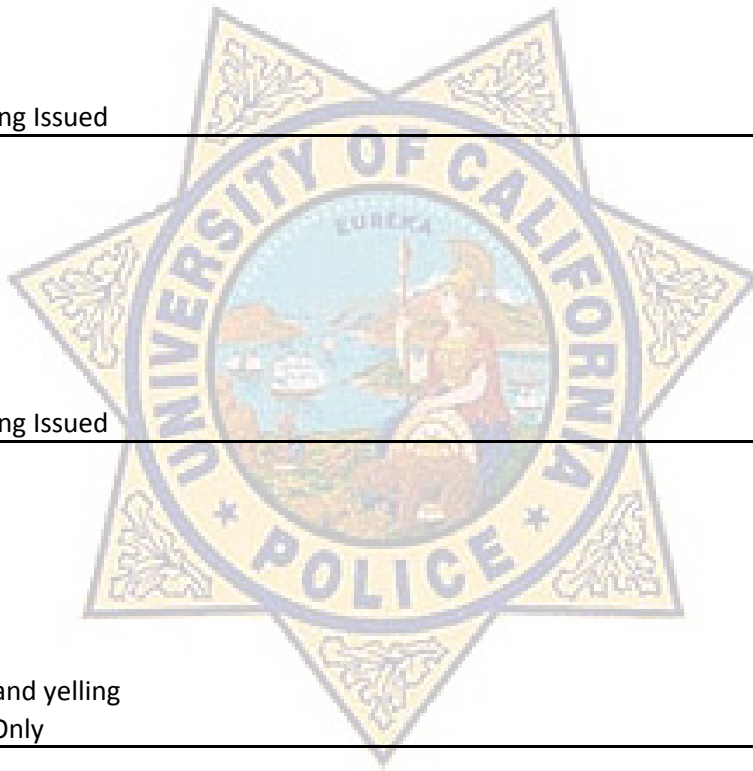 ng Issued
UNIVERSITY OF CALIFORNIA
EUREKA
ng Issued
POLICE
and yelling
Only